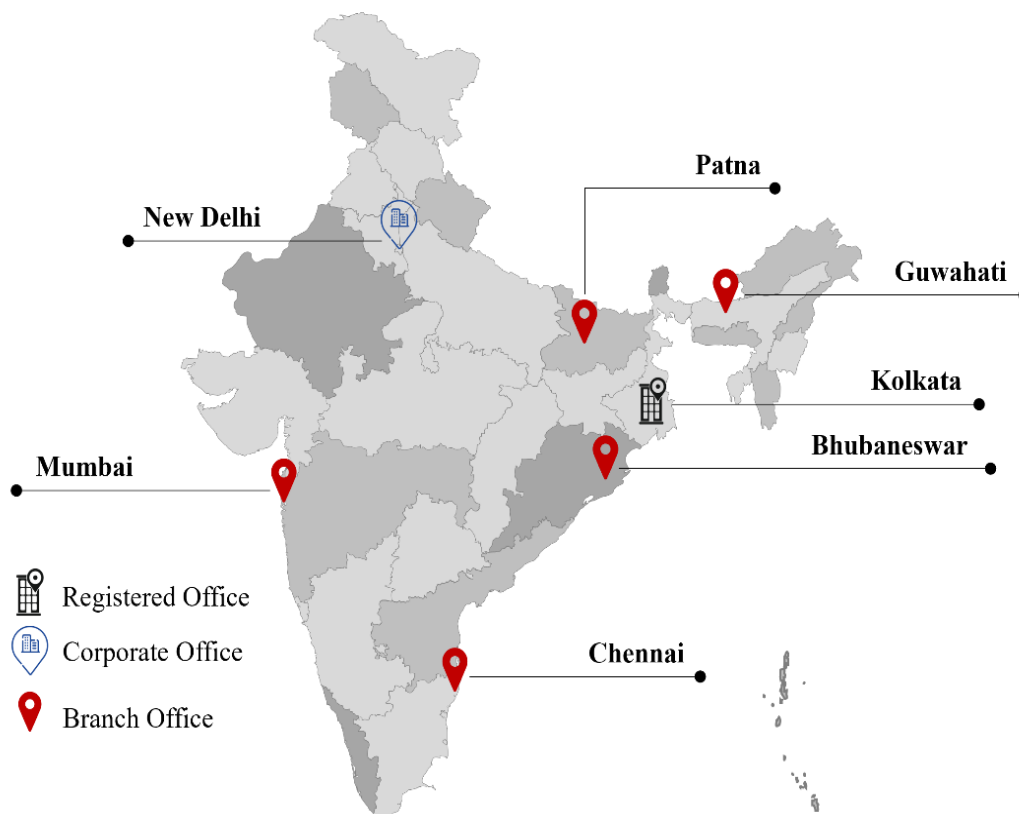 Patna
New Delhi
Guwahati
Kolkata
Bhubaneswar
Mumbai
Registered Office
Corporate Office
Chennai
Branch Office